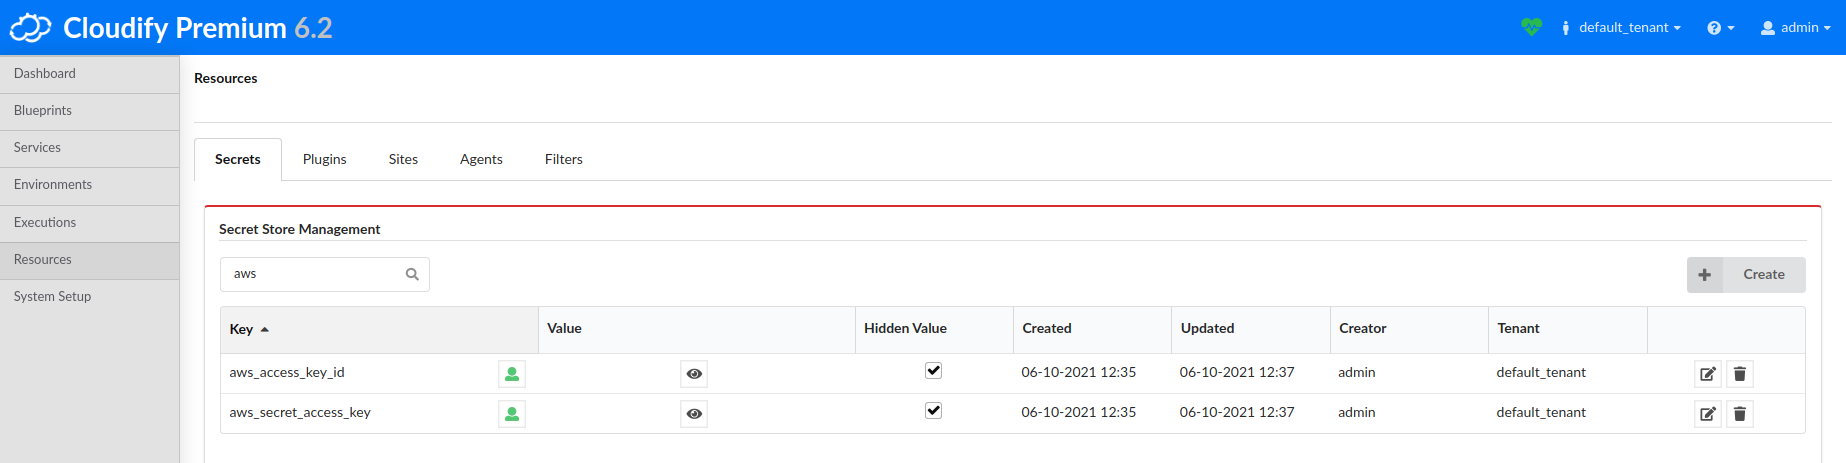 Cloudify Premium 6.2
default_tenant
admin
Dashboard
Blueprints
Services
Environments
Executions
Resources
System Setup
Resources
Secrets Plugins Sites Agents Filters
Secret Store Management
aws
Create
Key Value Hidden Value Created Updated Creator Tenant
aws_access_key_id 06-10-2021 12:35 06-10-2021 12:37 admin default_tenant
aws_secret_access_key 06-10-2021 12:35 06-10-2021 12:37 admin default_tenant